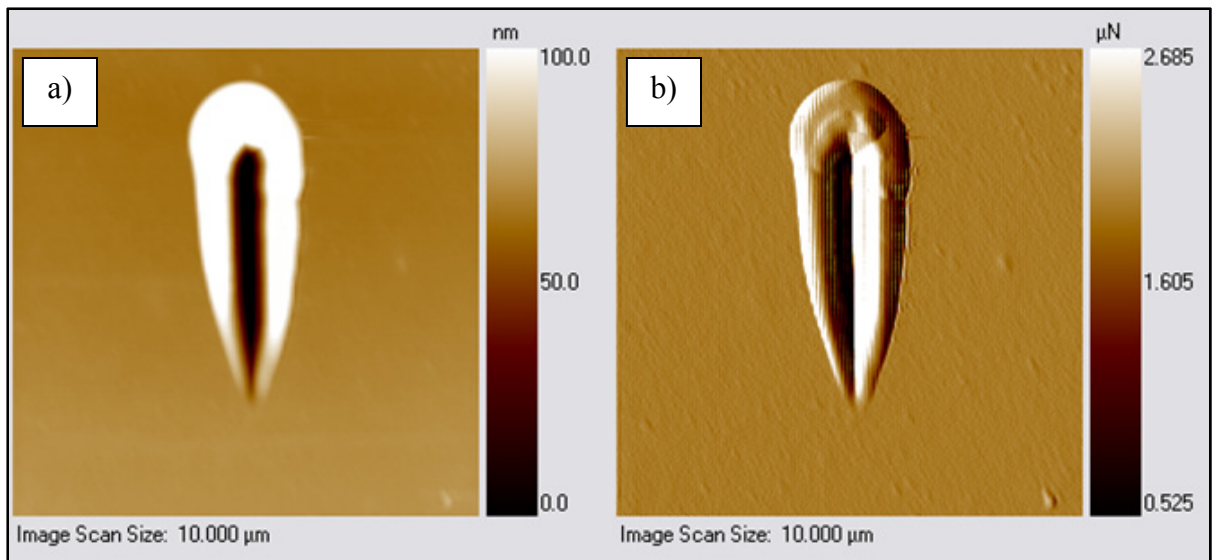 a)
nm
100.0
50.0
0.0
Image Scan Size: 10.000 µm
b)
µN
2.685
1.605
0.525
Image Scan Size: 10.000 µm